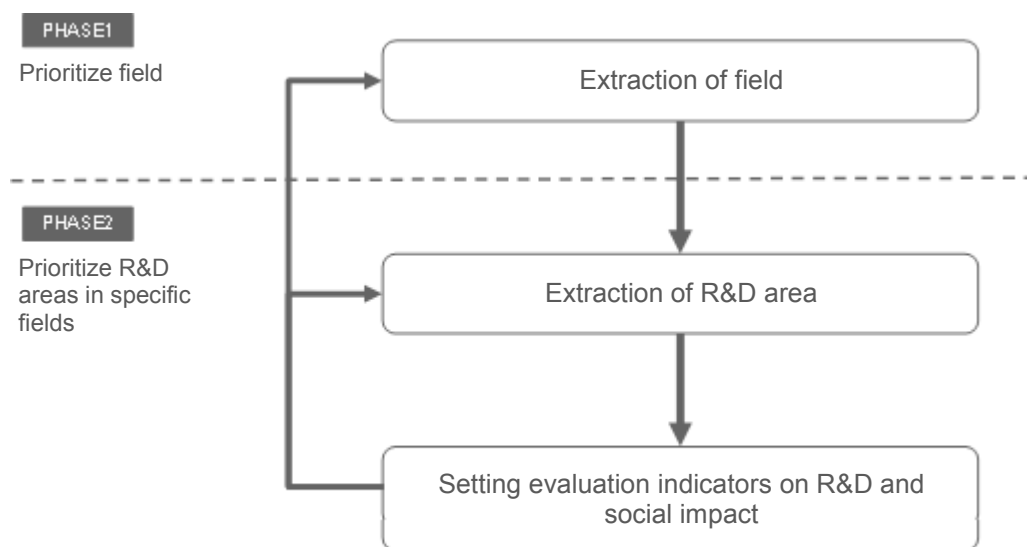 PHASE1
Prioritize field
Extraction of field
PHASE2
Prioritize R&D
areas in specific
fields
Extraction of R&D area
Setting evaluation indicators on R&D and
social impact